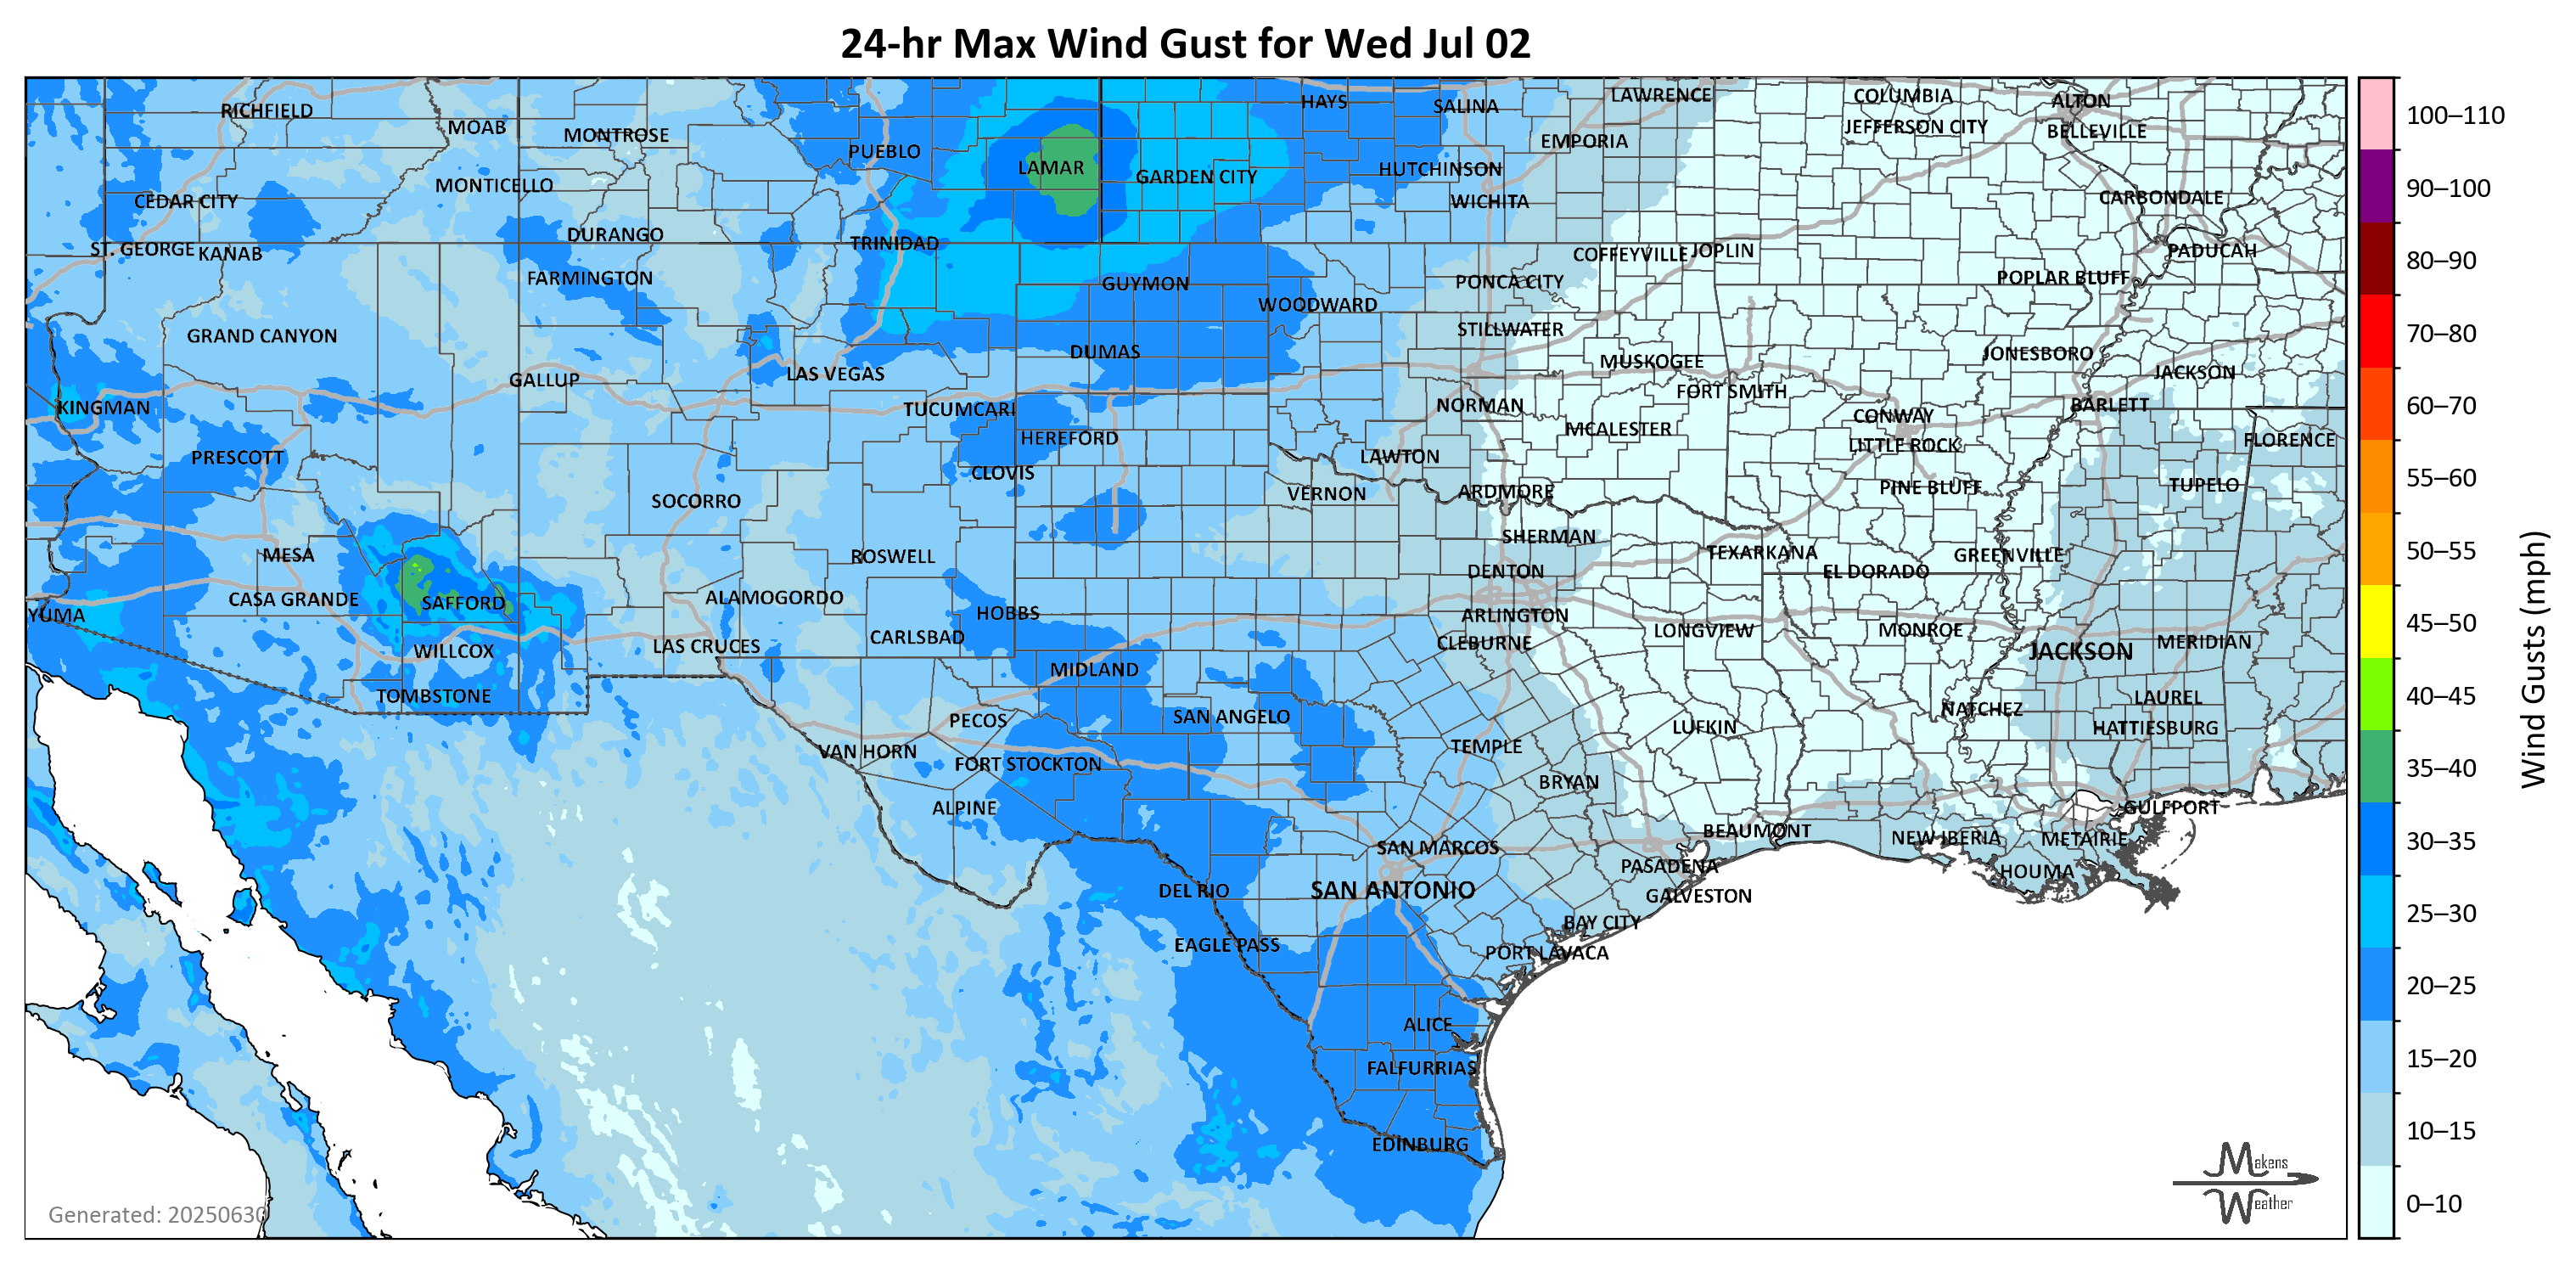 24-hr Max Wind Gust for Wed Jul 02
RICHFIELD
MOAB
MONTROSE
PUEBLO
LAMAR
GARDEN CITY
HAYS
SALINA
LAWRENCE
EMPORIA
HUTCHINSON
WICHITA
COLUMBIA
JEFFERSON CITY
ALTON
BELLEVILLE
CARBONDALE
PADUCAH
CEDAR CITY
MONTICELLO
ST. GEORGE
KANAB
DURANGO
FARMINGTON
TRINIDAD
GUYMON
WOODWARD
PONCA CITY
COFFEYVILLE
JOPLIN
POPLAR BLUFF
GRAND CANYON
GALLUP
LAS VEGAS
DUMAS
STILLWATER
MUSKOGEE
FORT SMITH
JONESBORO
JACKSON
KINGMAN
PRESCOTT
TUCUMCARI
HEREFORD
CLOVIS
NORMAN
MCALESTER
LAWTON
CONWAY
LITTLE ROCK
BARLETT
FLORENCE
SOCORRO
VERNON
ARDMORE
PINE BLUFF
TUPELO
MESA
ROSWELL
SHERMAN
TEXARKANA
GREENVILLE
DENTON
EL DORADO
YUMA
CASA GRANDE
SAFFORD
ALAMOGORDO
HOBBS
ARLINGTON
CLEBURNE
LONGVIEW
MONROE
JACKSON
MERIDIAN
WILLCOX
LAS CRUCES
CARLSBAD
MIDLAND
TOMBSTONE
PECOS
SAN ANGELO
LUFKIN
NATCHEZ
LAUREL
HATTIESBURG
VAN HORN
FORT STOCKTON
TEMPLE
BRYAN
ALPINE
GULFPORT
SAN MARCOS
BEAUMONT
NEW IBERIA
METAIRIE
PASADENA
HOUMA
DEL RIO
SAN ANTONIO
GALVESTON
BAY CITY
EAGLE PASS
PORT LAVACA
ALICE
FALFURRIAS
EDINBURG
Generated: 20250630
Makens
Weather
100–110
90–100
80–90
70–80
60–70
55–60
50–55
45–50
40–45
35–40
30–35
25–30
20–25
15–20
10–15
0–10
Wind Gusts (mph)